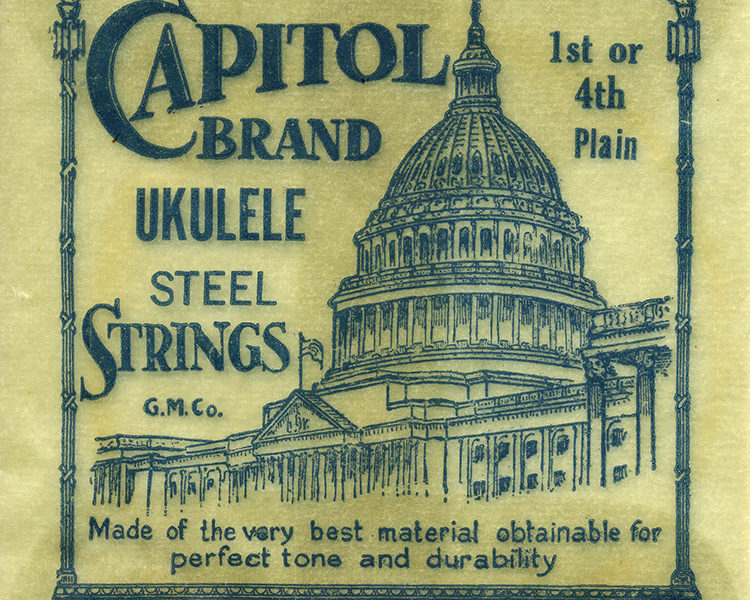 CAPITOL
BRAND
UKULELE
STEEL
STRINGS
G.M.Co.
1st or
4th
Plain
Made of the very best material obtainable for
perfect tone and durability